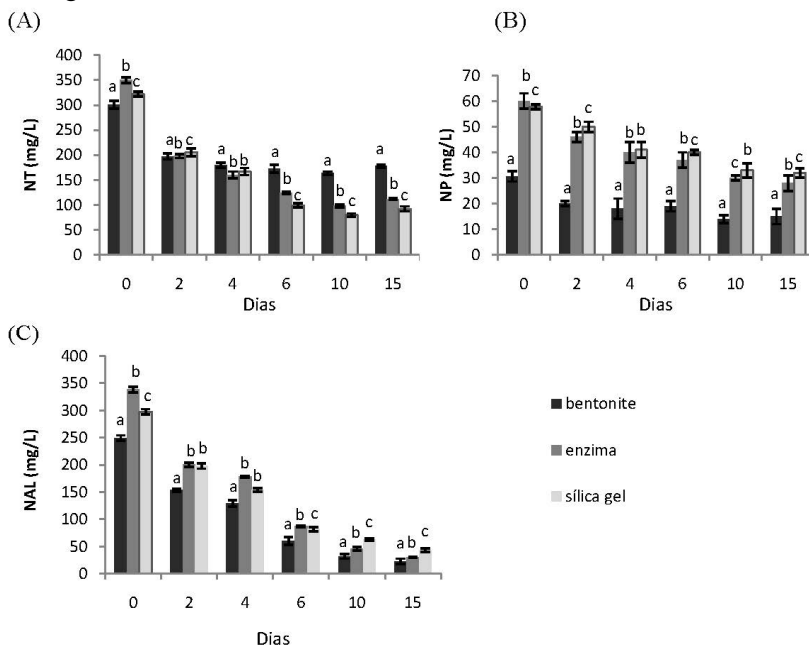 (A)
NT (mg/L)
400
350
300
250
200
150
100
50
0
a b c
a b c
a b b
a b c
a b c
a b c
0 2 4 6 10 15
Dias
(B)
NP (mg/L)
70
60
50
40
30
20
10
0
a b c
a b c
a b b
a b c
a c b
a b c
0 2 4 6 10 15
Dias
(C)
NAL (mg/L)
400
350
300
250
200
150
100
50
0
a b c
a b b
a b b
a b c
a b c
a b c
0 2 4 6 10 15
Dias
bentonite
enzima
sílica gel